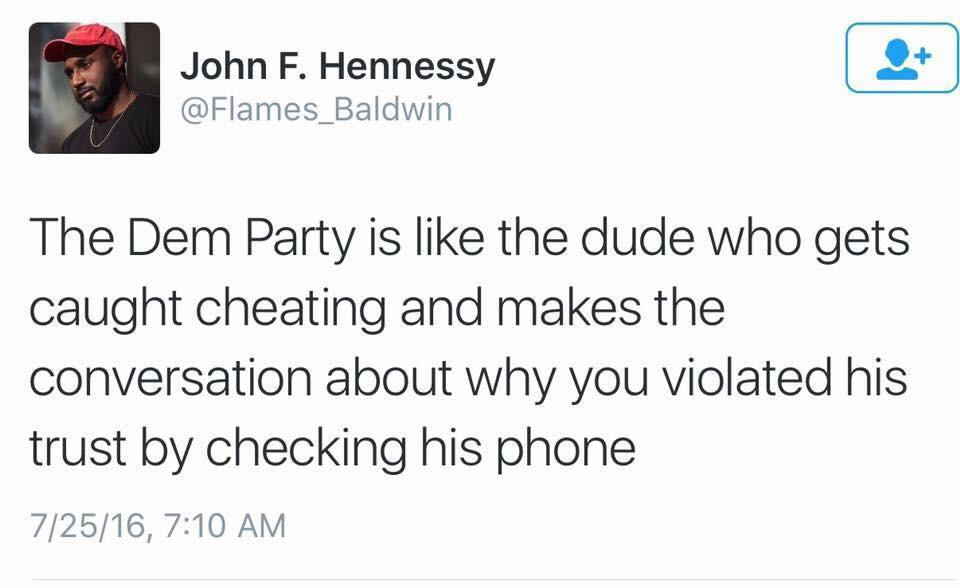 John F. Hennessy
@Flames_Baldwin
The Dem Party is like the dude who gets
caught cheating and makes the
conversation about why you violated his
trust by checking his phone
7/25/16, 7:10 AM